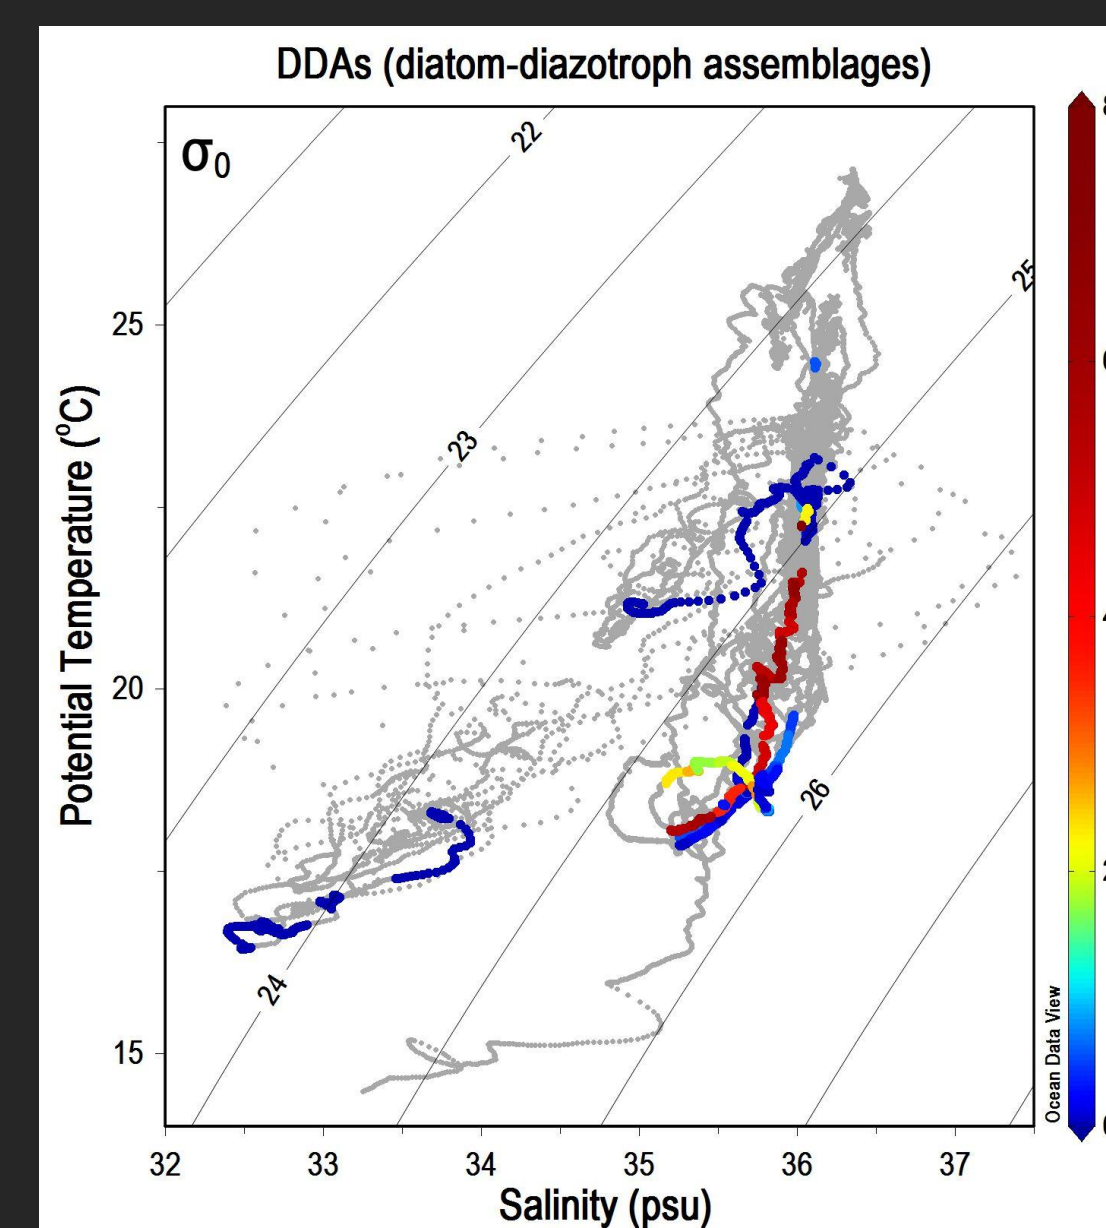 DDAs (diatom-diazotroph assemblages)
σ0
22
25
25
23
Potential Temperature (oC)
20
26
24
15
Ocean Data View
32 33 34 35 36 37
Salinity (psu)